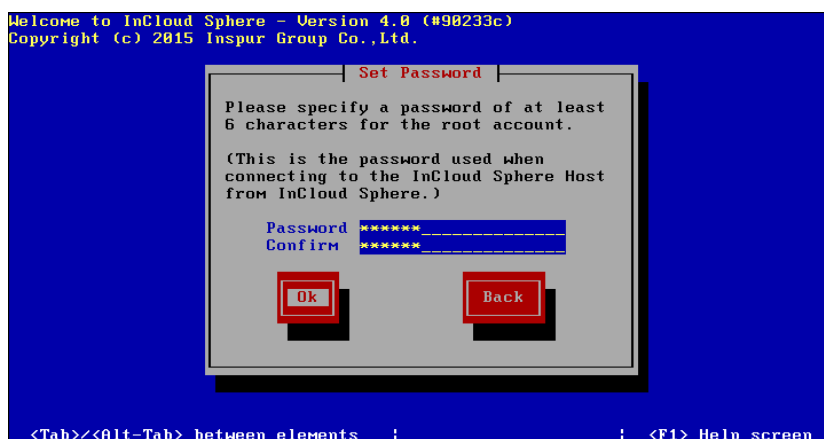 Welcome to InCloud Sphere - Version 4.0 (#90233c)
Copyright (c) 2015 Inspur Group Co.,Ltd.
Set Password
Please specify a password of at least
6 characters for the root account.
(This is the password used when
connecting to the InCloud Sphere Host
from InCloud Sphere.)
Password ******______________
Confirm ******______________
Ok Back
<Tab>/<Alt-Tab> between elements | | <F1> Help screen